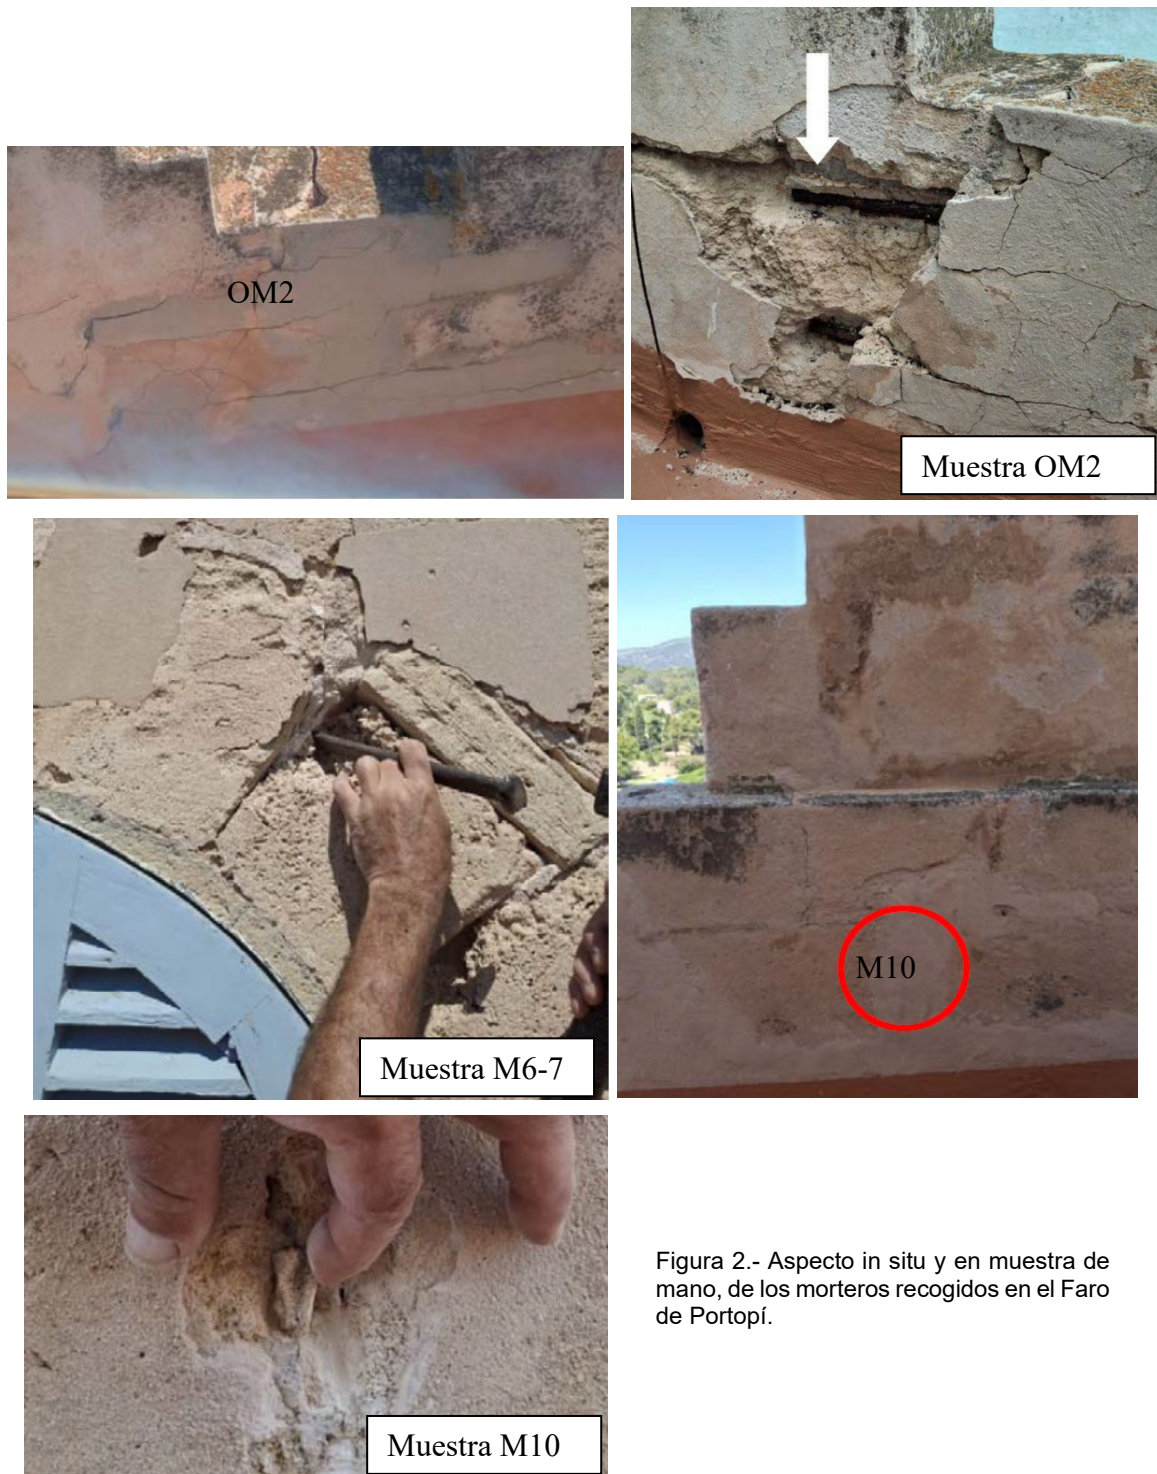 OM2
Muestra OM2
Muestra M6-7
M10
Muestra M10
Figura 2.- Aspecto in situ y en muestra de
mano, de los morteros recogidos en el Faro
de Portopí.